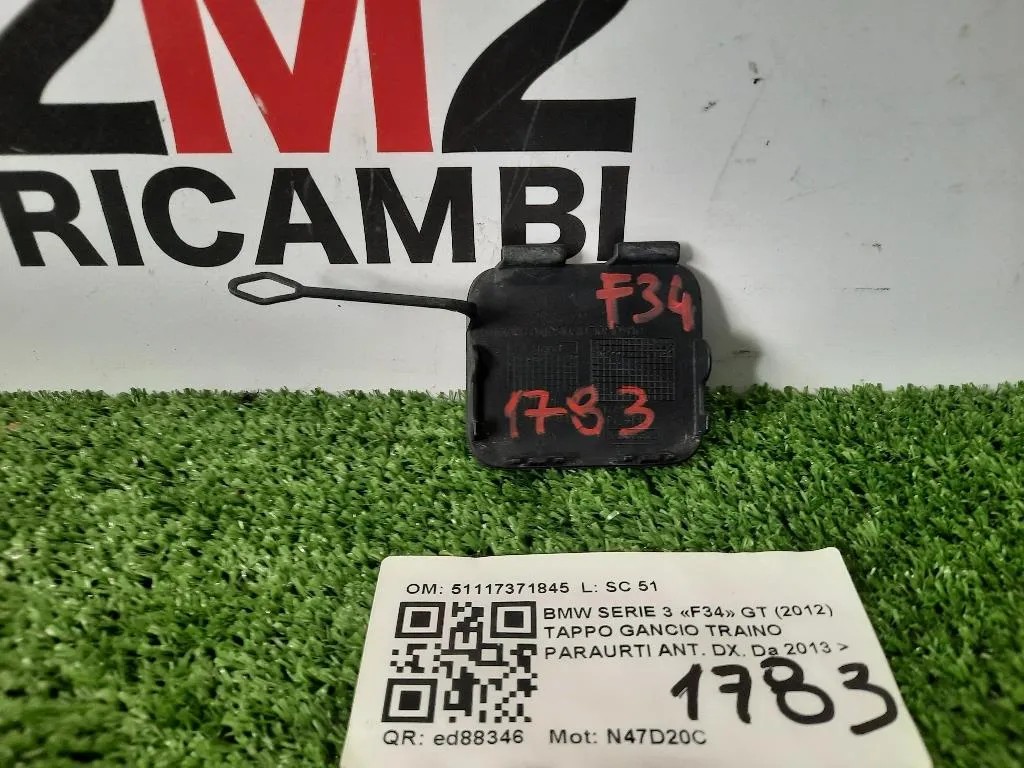 2M2
RICAMBI
F34
1783
OM: 51117371845 L: SC 51
BMW SERIE 3 «F34» GT (2012)
TAPPO GANCIO TRAINO
PARAURTI ANT. DX. Da 2013 >
1783
QR: ed88346 Mot: N47D20C